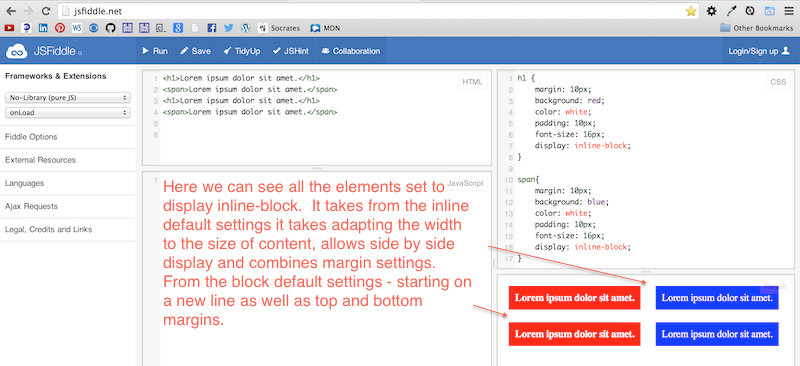 jsfiddle.net
Socrates
MDN
Other Bookmarks
JSFiddle
Run
Save
TidyUp
JSHint
Collaboration
Login/Sign up
Frameworks & Extensions
No-Library (pure JS)
onLoad
Fiddle Options
External Resources
Languages
Ajax Requests
Legal, Credits and Links
HTML
1 <h1>Lorem ipsum dolor sit amet.</h1>
2 <span>Lorem ipsum dolor sit amet.</span>
3 <h1>Lorem ipsum dolor sit amet.</h1>
4 <span>Lorem ipsum dolor sit amet.</span>
5
6
CSS
1 h1 {
2 margin: 10px;
3 background: red;
4 color: white;
5 padding: 10px;
6 font-size: 16px;
7 display: inline-block;
8 }
9
10 span{
11 margin: 10px;
12 background: blue;
13 color: white;
14 padding: 10px;
15 font-size: 16px;
16 display: inline-block;
17 }
JavaScript
1
Here we can see all the elements set to
display inline-block. It takes from the inline
default settings it takes adapting the width
to the size of content, allows side by side
display and combines margin settings.
From the block default settings - starting on
a new line as well as top and bottom
margins.
Result
Lorem ipsum dolor sit amet.
Lorem ipsum dolor sit amet.
Lorem ipsum dolor sit amet.
Lorem ipsum dolor sit amet.